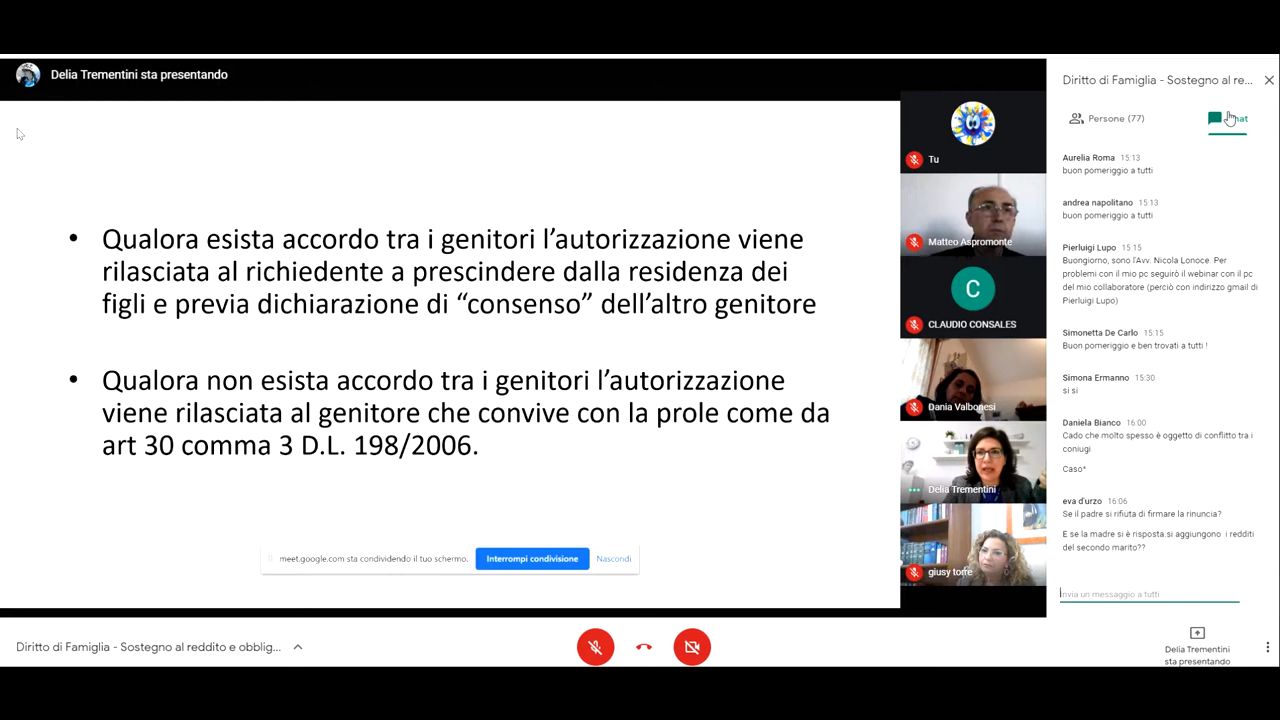 Delia Trementini sta presentando
• Qualora esista accordo tra i genitori l’autorizzazione viene
rilasciata al richiedente a prescindere dalla residenza dei
figli e previa dichiarazione di “consenso” dell’altro genitore
• Qualora non esista accordo tra i genitori l’autorizzazione
viene rilasciata al genitore che convive con la prole come da
art 30 comma 3 D.L. 198/2006.
meet.google.com sta condividendo il tuo schermo.
Interrompi condivisione
Nascondi
Tu
Matteo Aspromonte
C
CLAUDIO CONSALES
Dania Valbonesi
Delia Trementini
giusy torre
Diritto di Famiglia - Sostegno al re...
Persone (77)
hat
Aurelia Roma 15:13
buon pomeriggio a tutti
andrea napolitano 15:13
buon pomeriggio a tutti
Pierluigi Lupo 15:15
Buongiorno, sono l'Avv. Nicola Lonoce. Per
problemi con il mio pc seguirò il webinar con il pc
del mio collaboratore (perciò con indirizzo gmail di
Pierluigi Lupo)
Simonetta De Carlo 15:15
Buon pomeriggio e ben trovati a tutti !
Simona Ermanno 15:30
si si
Daniela Bianco 16:00
Cado che molto spesso è oggetto di conflitto tra i
coniugi
Caso*
eva d'urzo 16:06
Se il padre si rifiuta di firmare la rinuncia?
E se la madre si è risposta.si aggiungono i redditi
del secondo marito??
Invia un messaggio a tutti
Diritto di Famiglia - Sostegno al reddito e obblig...
Delia Trementini
sta presentando